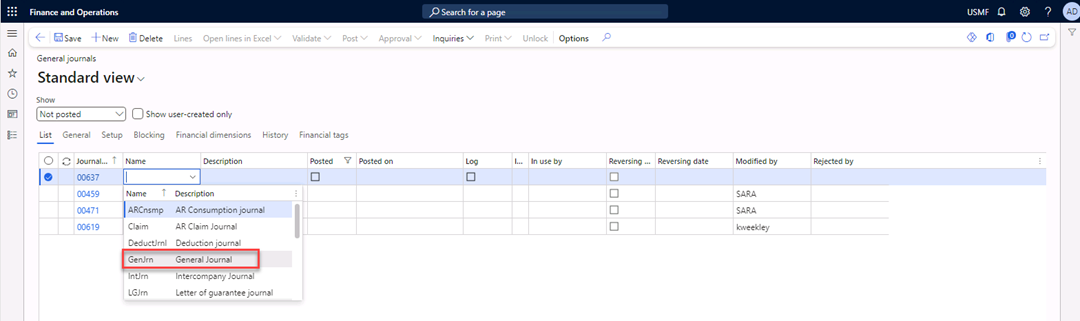 Finance and Operations Search for a page USMF ? AD
Save New Delete Lines Open lines in Excel Validate Post Approval Inquiries Print Unlock Options 0
General journals
Standard view
Show
Not posted Show user-created only
List General Setup Blocking Financial dimensions History Financial tags
Journal... Name Description Posted Posted on Log I... In use by Reversing ... Reversing date Modified by Rejected by
00637
Name Description
00459 SARA
ARCnsmp AR Consumption journal
00471 SARA
Claim AR Claim Journal
00619 kweekley
DeductJrnl Deduction journal
GenJrn General Journal
IntJrn Intercompany Journal
LGJrn Letter of guarantee journal